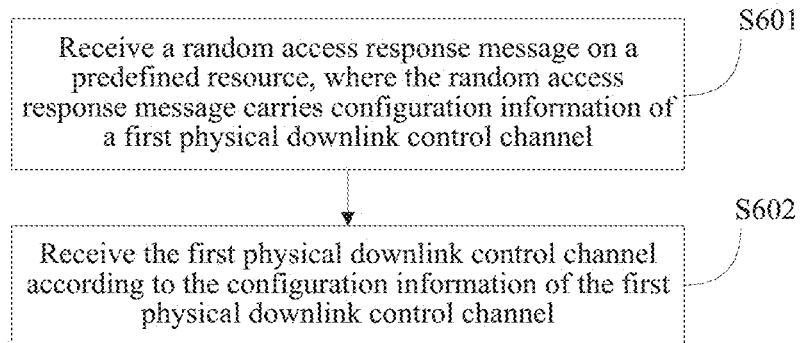 S601
Receive a random access response message on a
predefined resource, where the random access
response message carries configuration information of
a first physical downlink control channel
S602
Receive the first physical downlink control channel
according to the configuration information of the first
physical downlink control channel